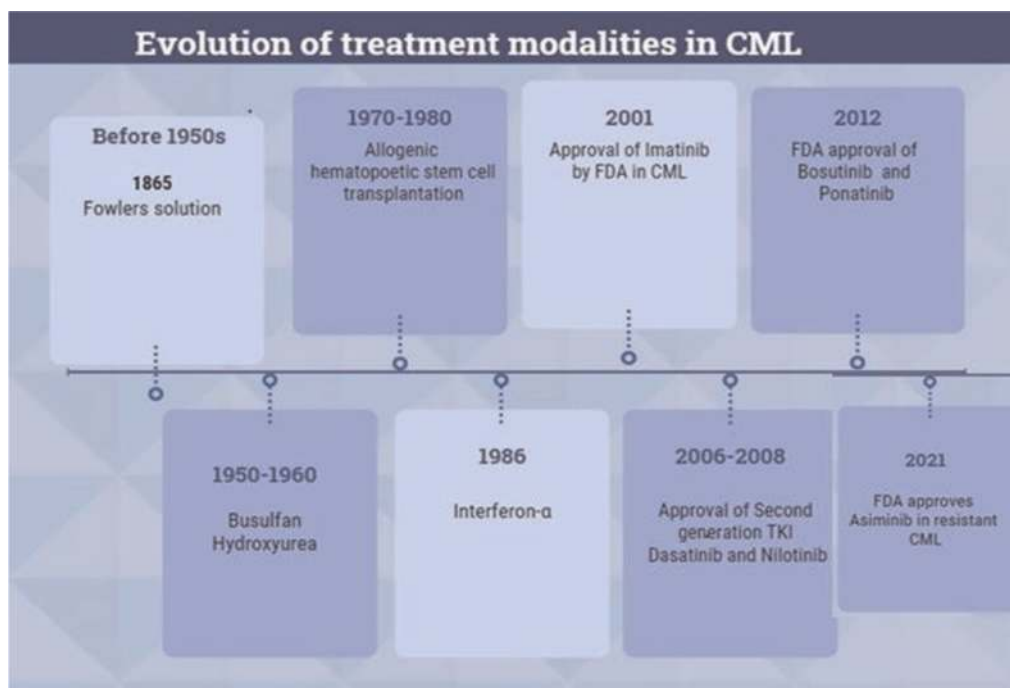 Evolution of treatment modalities in CML
Before 1950s
1865
Fowlers solution
1950-1960
Busulfan
Hydroxyurea
1970-1980
Allogenic
hematopoetic stem cell
transplantation
1986
Interferon-α
2001
Approval of Imatinib
by FDA in CML
2006-2008
Approval of Second
generation TKI
Dasatinib and Nilotinib
2012
FDA approval of
Bosutinib and
Ponatinib
2021
FDA approves
Asiminib in resistant
CML